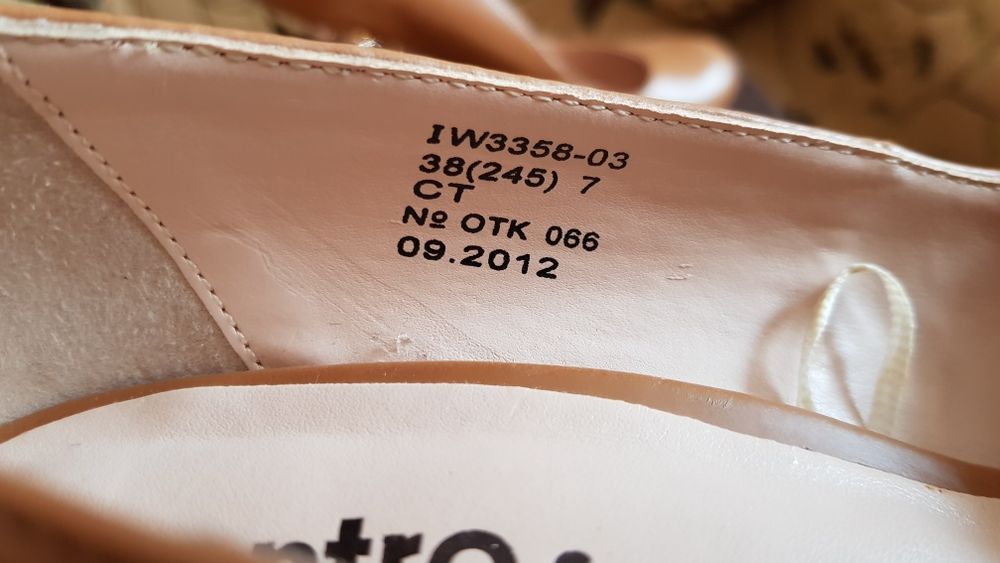 IW3358-03
38(245) 7
CT
№ OTK 066
09.2012